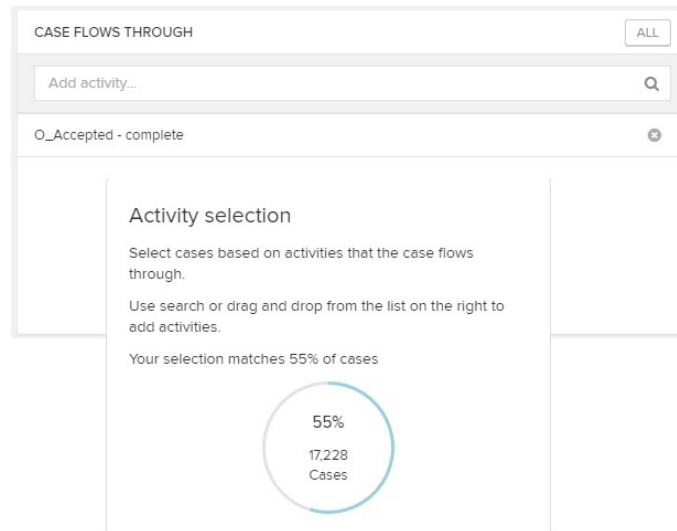 CASE FLOWS THROUGH
ALL
Add activity...
O_Accepted - complete
Activity selection
Select cases based on activities that the case flows
through.
Use search or drag and drop from the list on the right to
add activities.
Your selection matches 55% of cases
55%
17,228
Cases